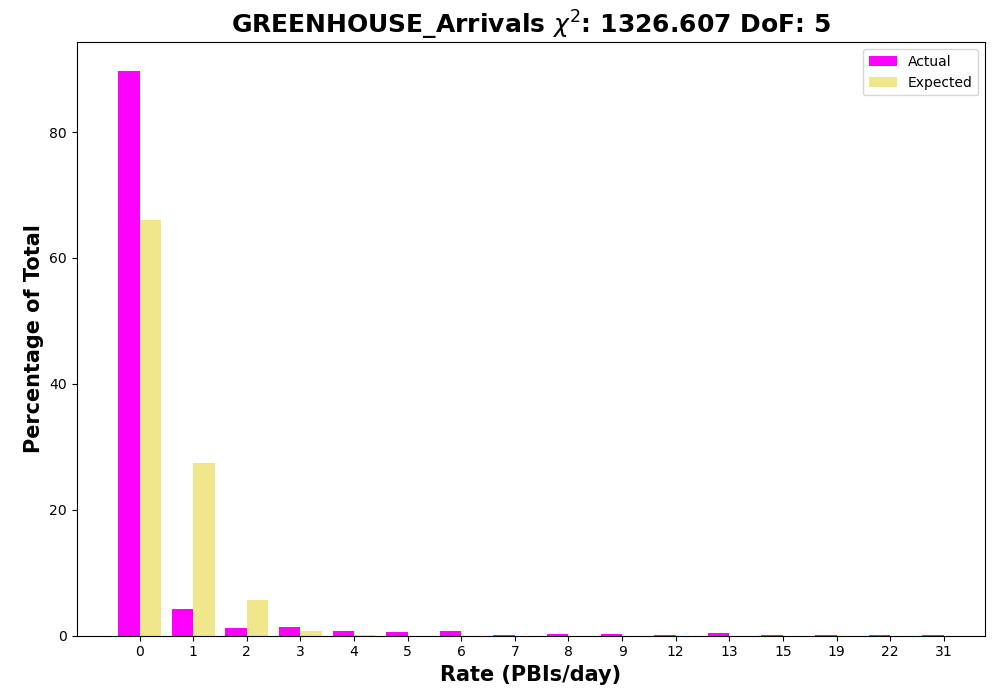 GREENHOUSE_Arrivals χ²: 1326.607 DoF: 5
Actual
Expected
Percentage of Total
80
60
40
20
0
0 1 2 3 4 5 6 7 8 9 12 13 15 19 22 31
Rate (PBIs/day)